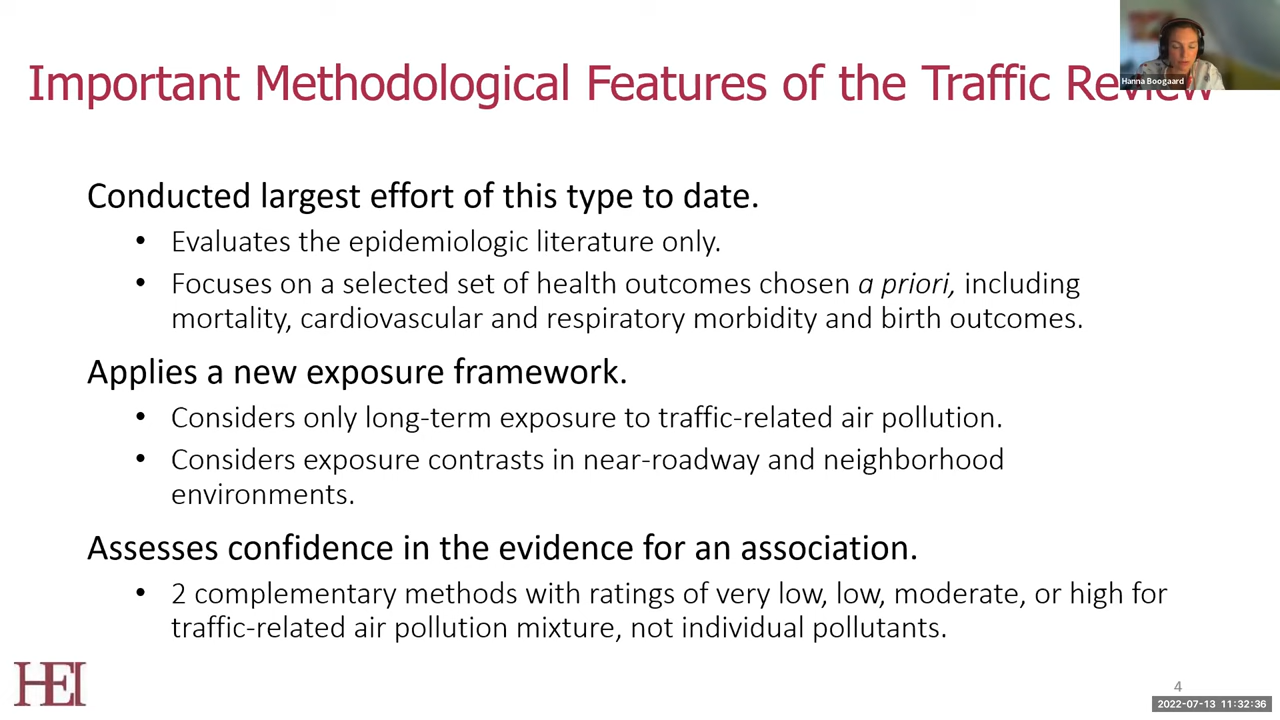 Important Methodological Features of the Traffic Review
Hanna Boogaard
Conducted largest effort of this type to date.
• Evaluates the epidemiologic literature only.
• Focuses on a selected set of health outcomes chosen a priori, including
mortality, cardiovascular and respiratory morbidity and birth outcomes.
Applies a new exposure framework.
• Considers only long-term exposure to traffic-related air pollution.
• Considers exposure contrasts in near-roadway and neighborhood
environments.
Assesses confidence in the evidence for an association.
• 2 complementary methods with ratings of very low, low, moderate, or high for
traffic-related air pollution mixture, not individual pollutants.
HEI
4
2022-07-13 11:32:36